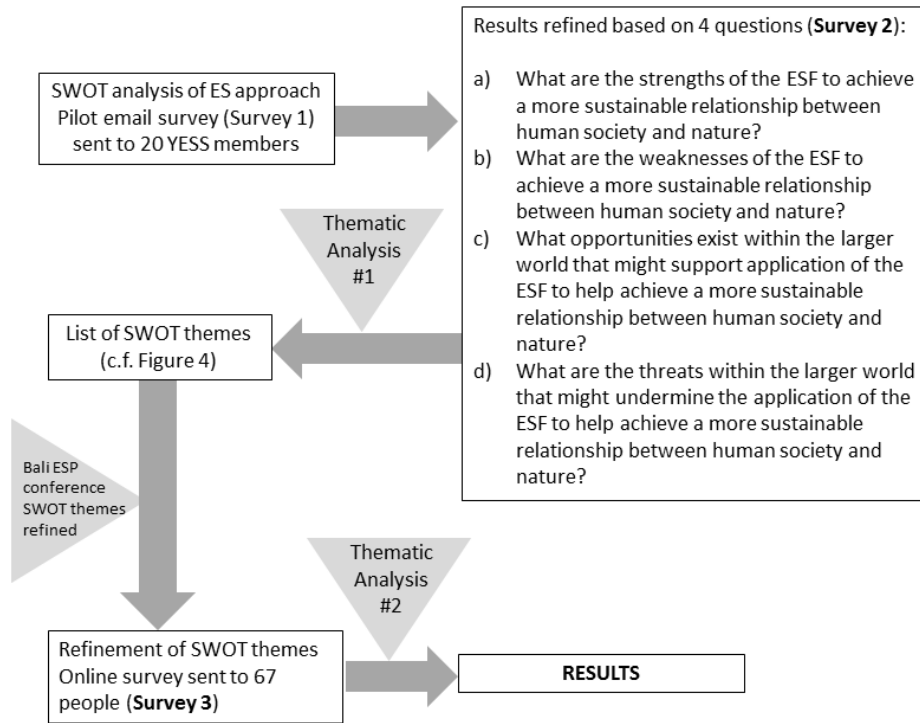 SWOT analysis of ES approach
Pilot email survey (Survey 1)
sent to 20 YESS members
Results refined based on 4 questions (Survey 2):
a) What are the strengths of the ESF to achieve
a more sustainable relationship between
human society and nature?
b) What are the weaknesses of the ESF to
achieve a more sustainable relationship
between human society and nature?
c) What opportunities exist within the larger
world that might support application of the
ESF to help achieve a more sustainable
relationship between human society and
nature?
d) What are the threats within the larger world
that might undermine the application of the
ESF to help achieve a more sustainable
relationship between human society and
nature?
Thematic
Analysis
#1
List of SWOT themes
(c.f. Figure 4)
Bali ESP
conference
SWOT themes
refined
Thematic
Analysis
#2
Refinement of SWOT themes
Online survey sent to 67
people (Survey 3)
RESULTS